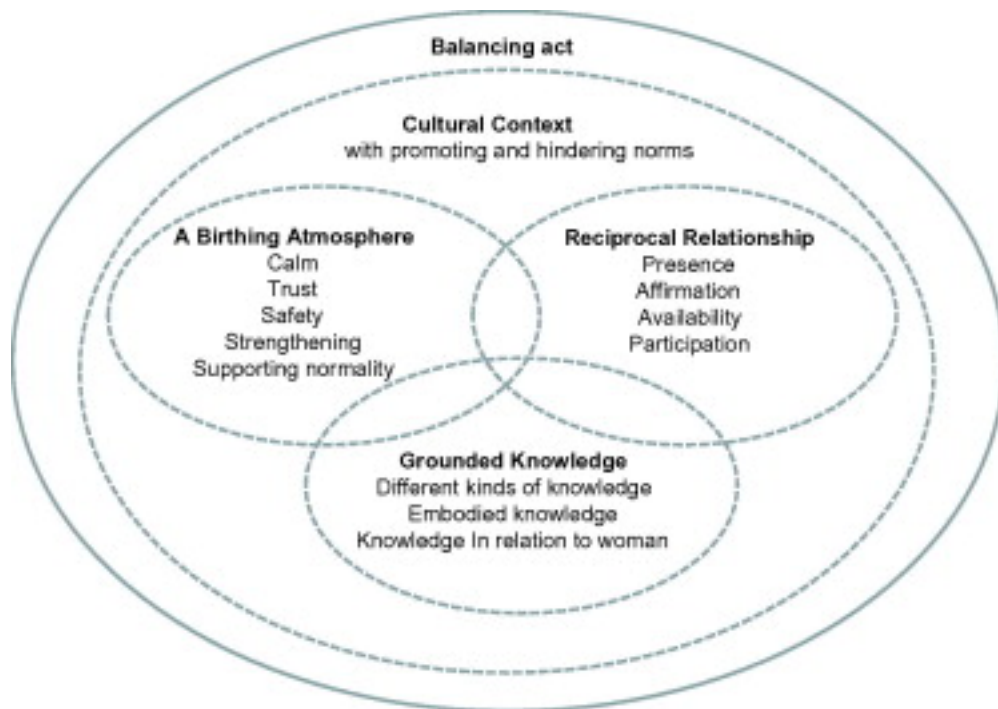 Balancing act
Cultural Context
with promoting and hindering norms
A Birthing Atmosphere
Calm
Trust
Safety
Strengthening
Supporting normality
Reciprocal Relationship
Presence
Affirmation
Availability
Participation
Grounded Knowledge
Different kinds of knowledge
Embodied knowledge
Knowledge In relation to woman